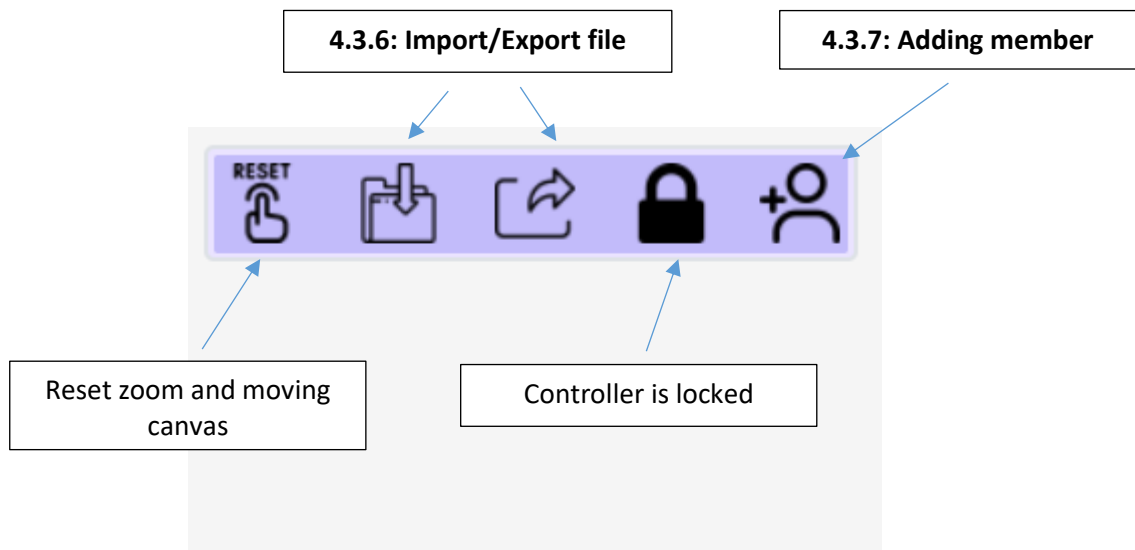 4.3.6: Import/Export file
4.3.7: Adding member
RESET
Reset zoom and moving
canvas
Controller is locked